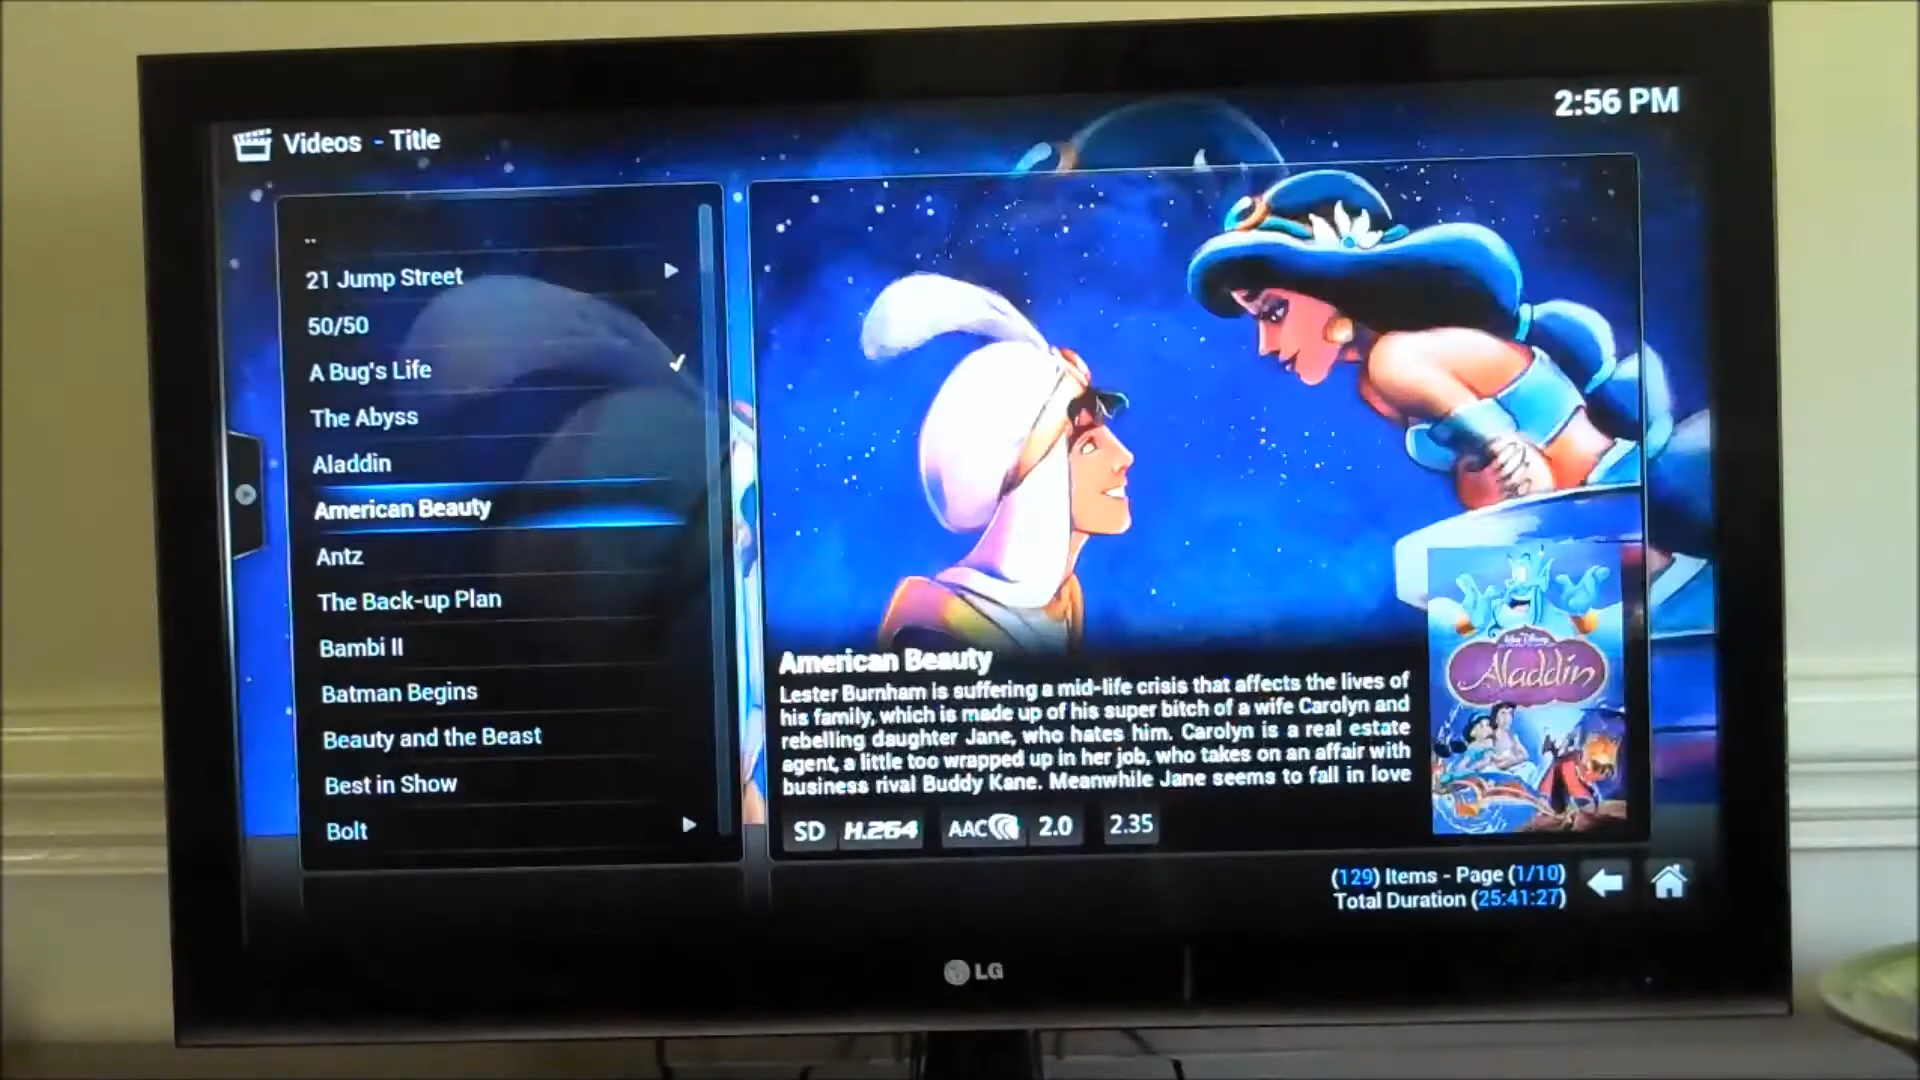 2:56 PM
Videos - Title
..
21 Jump Street
50/50
A Bug's Life
The Abyss
Aladdin
American Beauty
Antz
The Back-up Plan
Bambi II
Batman Begins
Beauty and the Beast
Best in Show
Bolt
American Beauty
Lester Burnham is suffering a mid-life crisis that affects the lives of
his family, which is made up of his super bitch of a wife Carolyn and
rebelling daughter Jane, who hates him. Carolyn is a real estate
agent, a little too wrapped up in her job, who takes on an affair with
business rival Buddy Kane. Meanwhile Jane seems to fall in love
SD H.264 AAC 2.0 2.35
Walt Disney
Aladdin
(129) Items - Page (1/10)
Total Duration (25:41:27)
LG